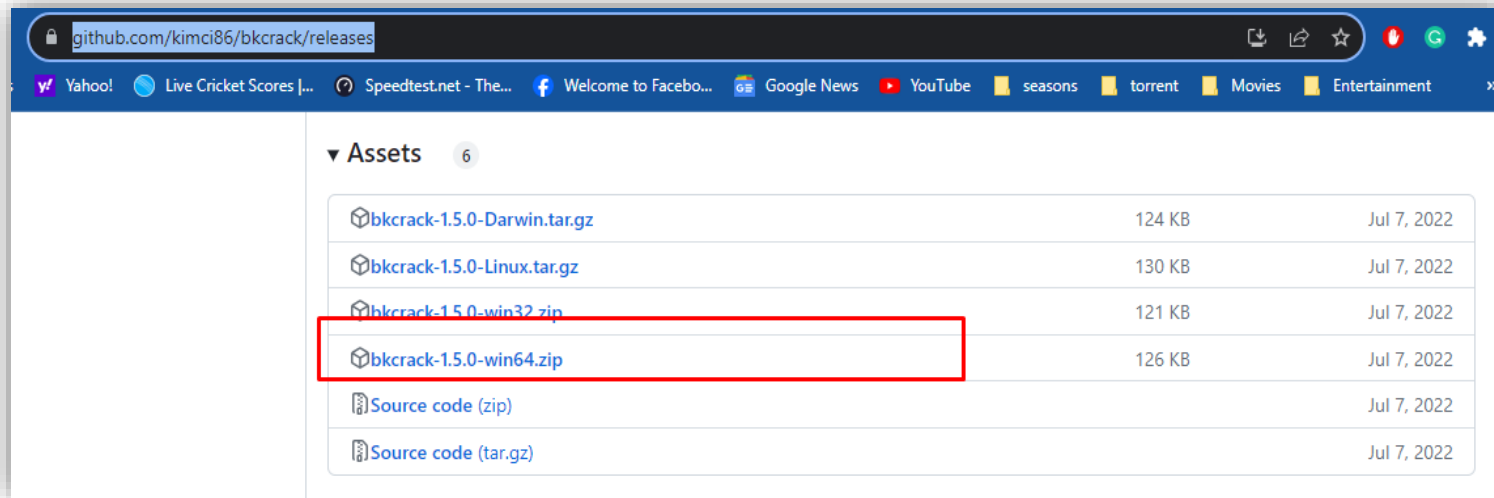 github.com/kimci86/bkcrack/releases
Yahoo! Live Cricket Scores |... Speedtest.net - The... Welcome to Facebo... Google News YouTube seasons torrent Movies Entertainment »
Assets 6
bkcrack-1.5.0-Darwin.tar.gz 124 KB Jul 7, 2022
bkcrack-1.5.0-Linux.tar.gz 130 KB Jul 7, 2022
bkcrack-1.5.0-win32.zip 121 KB Jul 7, 2022
bkcrack-1.5.0-win64.zip 126 KB Jul 7, 2022
Source code (zip) Jul 7, 2022
Source code (tar.gz) Jul 7, 2022